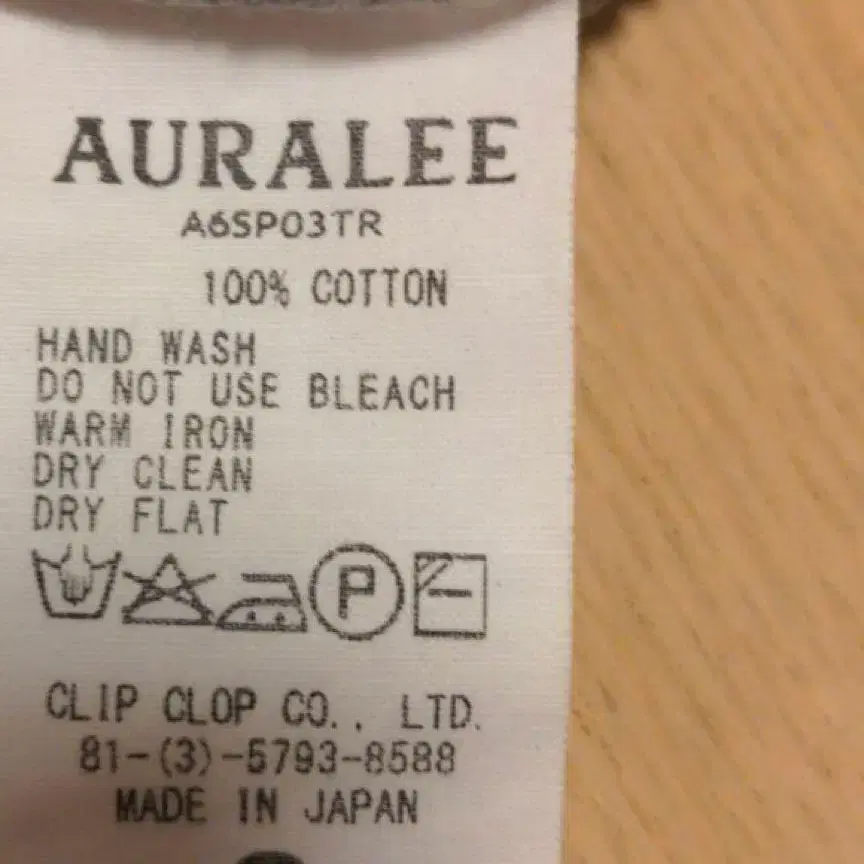 AURALEE
A6SP03TR
100% COTTON
HAND WASH
DO NOT USE BLEACH
WARM IRON
DRY CLEAN
DRY FLAT
P
CLIP CLOP CO., LTD.
81-(3)-5793-8588
MADE IN JAPAN